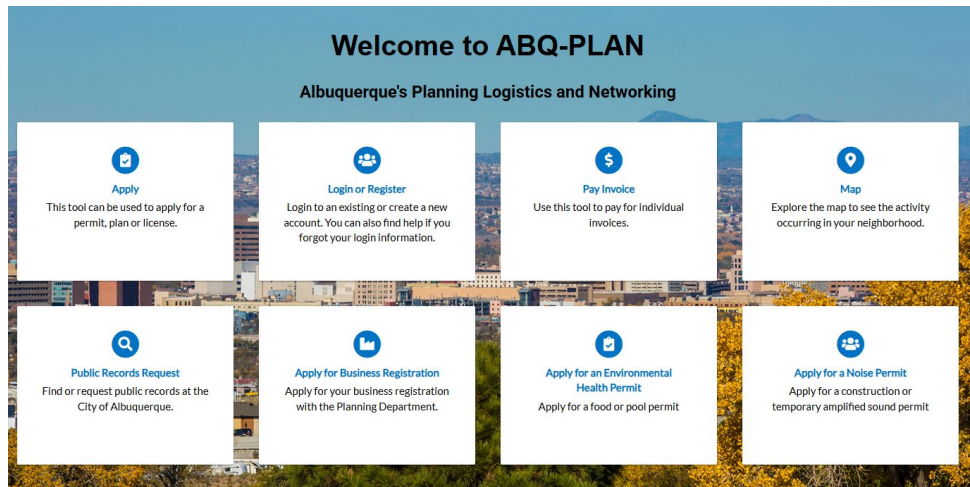 Welcome to ABQ-PLAN
Albuquerque's Planning Logistics and Networking
Apply
This tool can be used to apply for a
permit, plan or license.
Login or Register
Login to an existing or create a new
account. You can also find help if you
forgot your login information.
Pay Invoice
Use this tool to pay for individual
invoices.
Map
Explore the map to see the activity
occurring in your neighborhood.
Public Records Request
Find or request public records at the
City of Albuquerque.
Apply for Business Registration
Apply for your business registration
with the Planning Department.
Apply for an Environmental
Health Permit
Apply for a food or pool permit
Apply for a Noise Permit
Apply for a construction or
temporary amplified sound permit